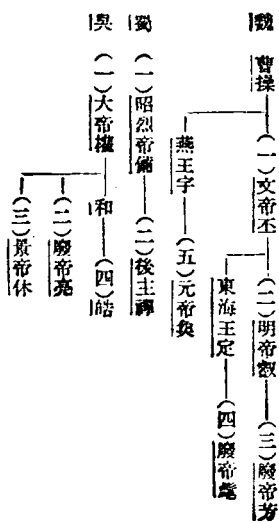 魏 曹操 (一)文帝丕 (二)明帝叡 (三)廢帝芳
東海王定 (四)廢帝髦
燕王宇 (五)元帝奐
蜀 (一)昭烈帝備 (二)後主禪
吳 (一)大帝權 和 (四)皓
(二)廢帝亮
(三)景帝休